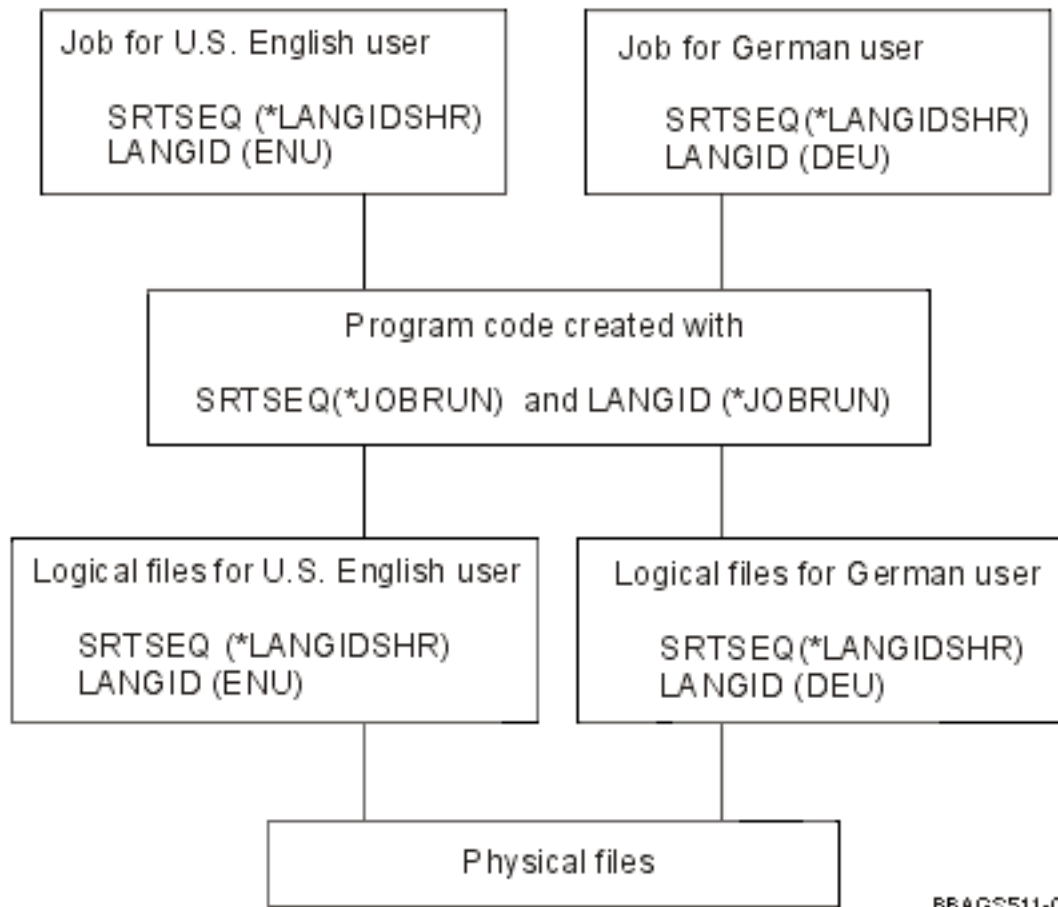 Job for U.S. English user
SRTSEQ (*LANGIDSHR)
LANGID (ENU)
Job for German user
SRTSEQ(*LANGIDSHR)
LANGID (DEU)
Program code created with
SRTSEQ(*JOBRUN) and LANGID (*JOBRUN)
Logical files for U.S. English user
SRTSEQ (*LANGIDSHR)
LANGID (ENU)
Logical files for German user
SRTSEQ(*LANGIDSHR)
LANGID (DEU)
Physical files